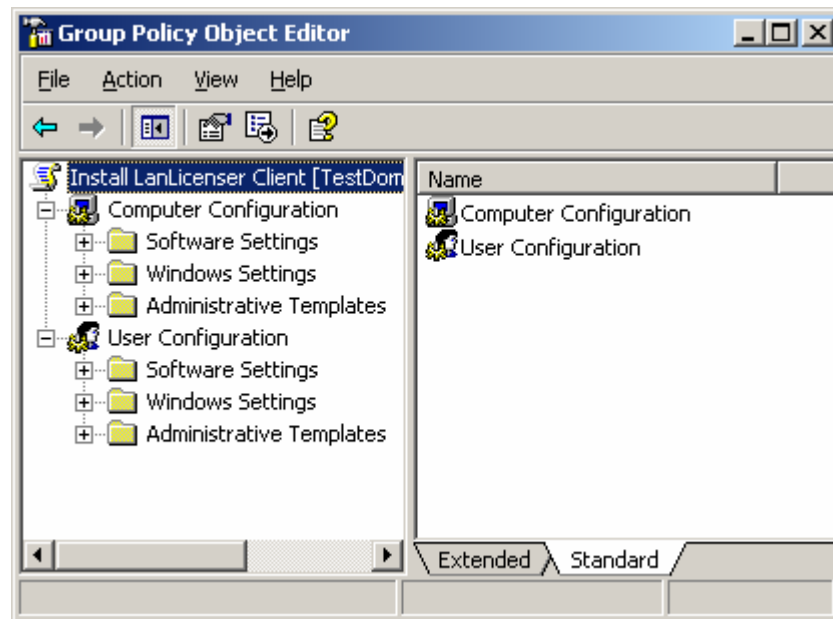 Group Policy Object Editor
File Action View Help
Install LanLicenser Client [TestDom
Computer Configuration
Software Settings
Windows Settings
Administrative Templates
User Configuration
Software Settings
Windows Settings
Administrative Templates
Name
Computer Configuration
User Configuration
Extended Standard